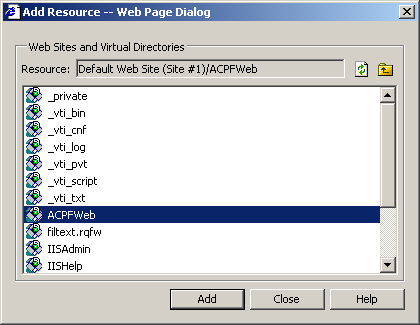 Add Resource -- Web Page Dialog
Web Sites and Virtual Directories
Resource: Default Web Site (Site #1)/ACPFWeb
_private
_vti_bin
_vti_cnf
_vti_log
_vti_pvt
_vti_script
_vti_txt
ACPFWeb
filtext.rqfw
IISAdmin
IISHelp
Add Close Help